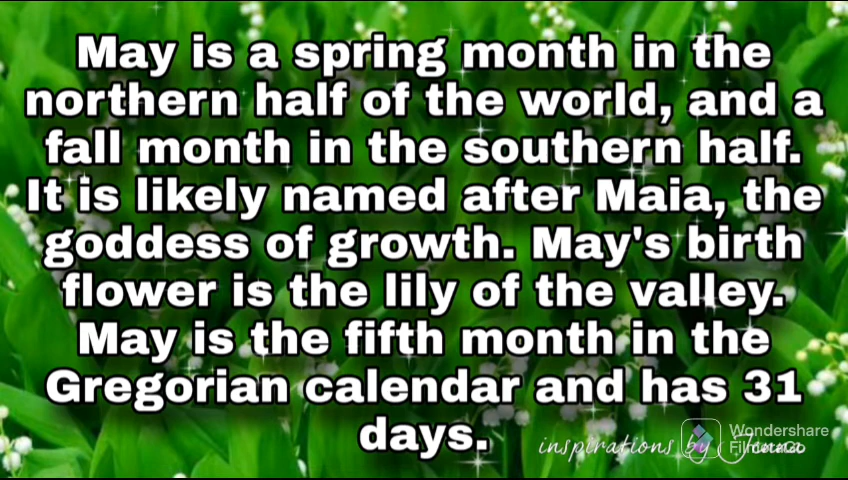 May is a spring month in the
northern half of the world, and a
fall month in the southern half.
It is likely named after Maia, the
goddess of growth. May's birth
flower is the lily of the valley.
May is the fifth month in the
Gregorian calendar and has 31
days.
inspirations by
Wondershare
Filmora